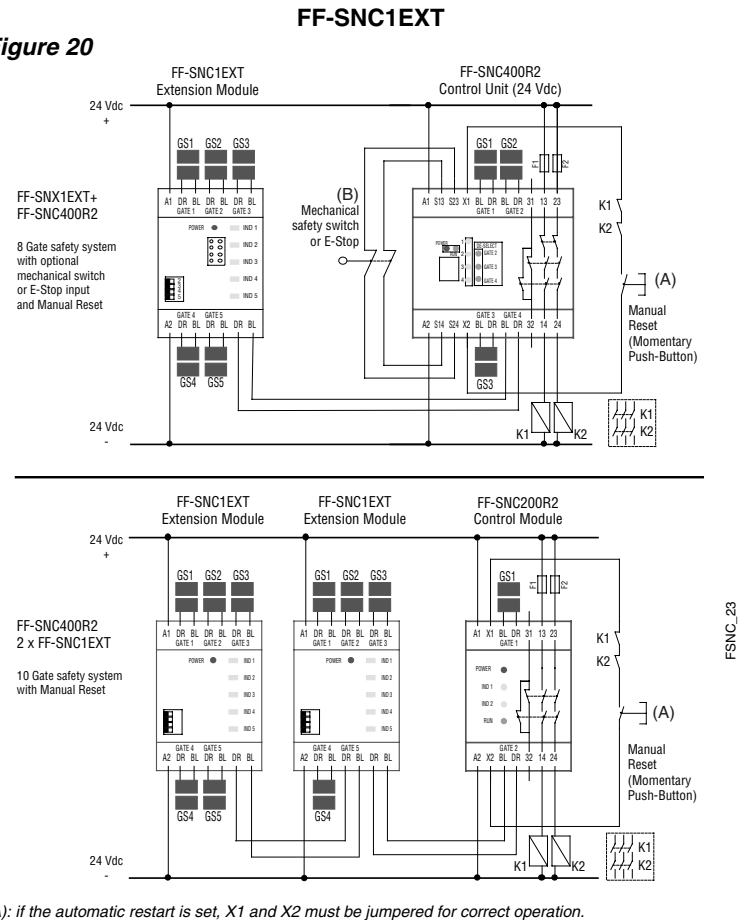 FF-SNC1EXT
igure 20
FF-SNC1EXT
Extension Module
FF-SNC400R2
Control Unit (24 Vdc)
24 Vdc
+
GS1 GS2 GS3
GS1 GS2
F1
F2
FF-SNX1EXT+
FF-SNC400R2
8 Gate safety system
with optional
mechanical switch
or E-Stop input
and Manual Reset
A1 DR BL DR BL DR BL
GATE 1 GATE 2 GATE 3
POWER
IND 1
IND 2
IND 3
IND 4
IND 5
GATE 4 GATE 5
A2 DR BL DR BL DR BL
GS4 GS5
(B)
Mechanical
safety switch
or E-Stop
A1 S13 S23 X1 BL DR BL DR 31 13 23
GATE 1 GATE 2
POWER
RUN
DE-SELECT
GATE 2
GATE 3
GATE 4
GATE 3 GATE 4
A2 S14 S24 X2 BL DR BL DR 32 14 24
GS3
K1
K2
(A)
Manual
Reset
(Momentary
Push-Button)
K1
K2
K1
K2
24 Vdc
-
FF-SNC1EXT
Extension Module
FF-SNC1EXT
Extension Module
FF-SNC200R2
Control Module
24 Vdc
+
GS1 GS2 GS3
GS1 GS2 GS3
GS1
F1
F2
FF-SNC400R2
2 x FF-SNC1EXT
10 Gate safety system
with Manual Reset
A1 DR BL DR BL DR BL
GATE 1 GATE 2 GATE 3
POWER
IND 1
IND 2
IND 3
IND 4
IND 5
GATE 4 GATE 5
A2 DR BL DR BL DR BL
GS4 GS5
A1 DR BL DR BL DR BL
GATE 1 GATE 2 GATE 3
POWER
IND 1
IND 2
IND 3
IND 4
IND 5
GATE 4 GATE 5
A2 DR BL DR BL DR BL
GS4
A1 X1 BL DR 31 13 23
GATE 1
POWER
IND 1
IND 2
RUN
GATE 2
A2 X2 BL DR 32 14 24
K1
K2
(A)
Manual
Reset
(Momentary
Push-Button)
K1
K2
K1
K2
24 Vdc
-
FSNC_23
): if the automatic restart is set, X1 and X2 must be jumpered for correct operation.